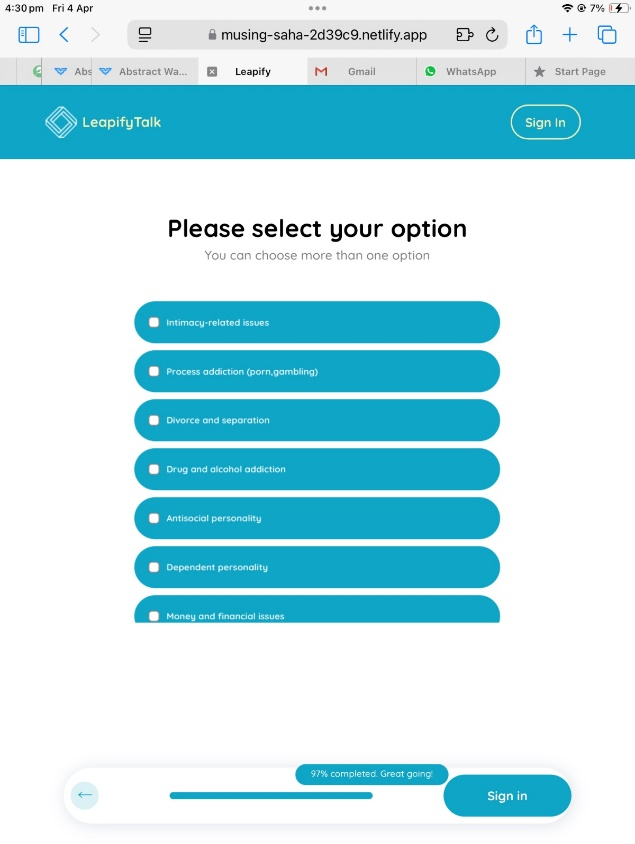 4:30 pm Fri 4 Apr 7%
musing-saha-2d39c9.netlify.app
Abs
Abstract Wa...
Leapify
Gmail
WhatsApp
Start Page
LeapifyTalk
Sign In
Please select your option
You can choose more than one option
Intimacy-related issues
Process addiction (porn,gambling)
Divorce and separation
Drug and alcohol addiction
Antisocial personality
Dependent personality
Money and financial issues
97% completed. Great going!
Sign in